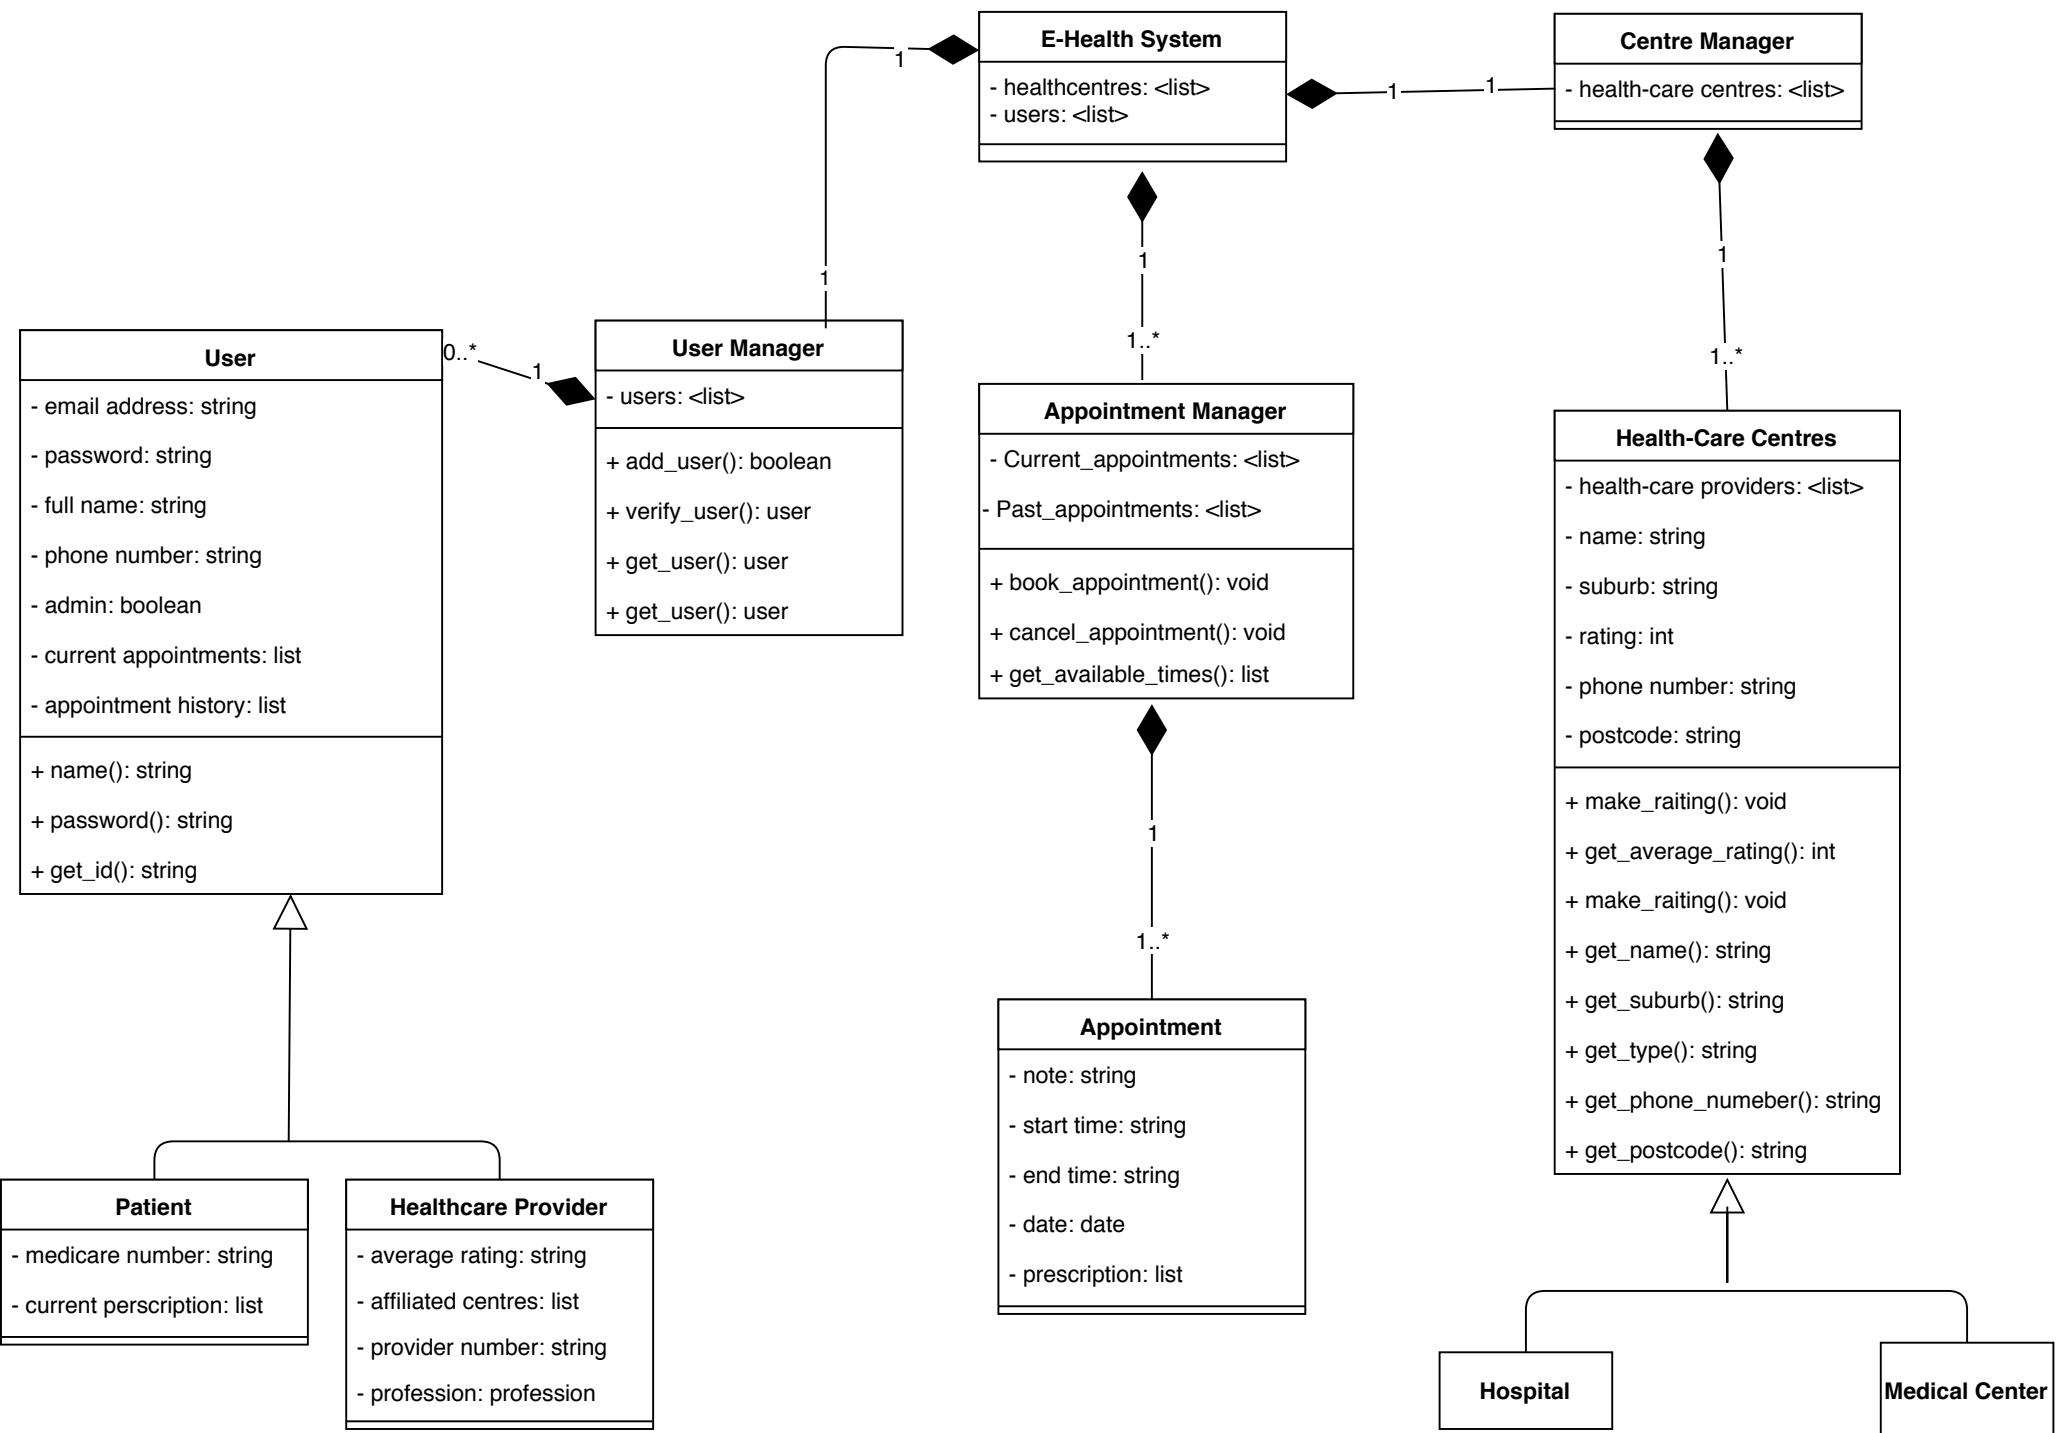 E-Health System
- healthcentres: <list>
- users: <list>
1
1
1
1
Centre Manager
- health-care centres: <list>
1
1..*
1
1..*
User
- email address: string
- password: string
- full name: string
- phone number: string
- admin: boolean
- current appointments: list
- appointment history: list
+ name(): string
+ password(): string
+ get_id(): string
0..*
1
User Manager
- users: <list>
+ add_user(): boolean
+ verify_user(): user
+ get_user(): user
+ get_user(): user
Appointment Manager
- Current_appointments: <list>
- Past_appointments: <list>
+ book_appointment(): void
+ cancel_appointment(): void
+ get_available_times(): list
1
1..*
Health-Care Centres
- health-care providers: <list>
- name: string
- suburb: string
- rating: int
- phone number: string
- postcode: string
+ make_raiting(): void
+ get_average_rating(): int
+ make_raiting(): void
+ get_name(): string
+ get_suburb(): string
+ get_type(): string
+ get_phone_numeber(): string
+ get_postcode(): string
Patient
- medicare number: string
- current perscription: list
Healthcare Provider
- average rating: string
- affiliated centres: list
- provider number: string
- profession: profession
Appointment
- note: string
- start time: string
- end time: string
- date: date
- prescription: list
Hospital
Medical Center